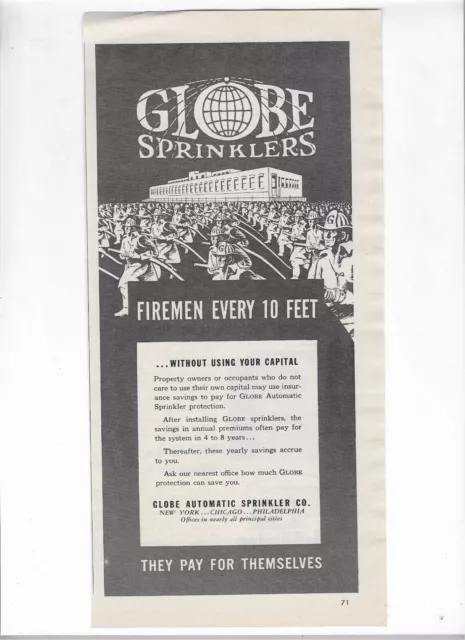 GLOBE
SPRINKLERS
FIREMEN EVERY 10 FEET
...WITHOUT USING YOUR CAPITAL
Property owners or occupants who do not
care to use their own capital may use insur-
ance savings to pay for GLOBE Automatic
Sprinkler protection.
After installing GLOBE sprinklers, the
savings in annual premiums often pay for
the system in 4 to 8 years...
Thereafter, these yearly savings accrue
to you.
Ask our nearest office how much GLOBE
protection can save you.
GLOBE AUTOMATIC SPRINKLER CO.
NEW YORK...CHICAGO...PHILADELPHIA
Offices in nearly all principal cities
THEY PAY FOR THEMSELVES
71